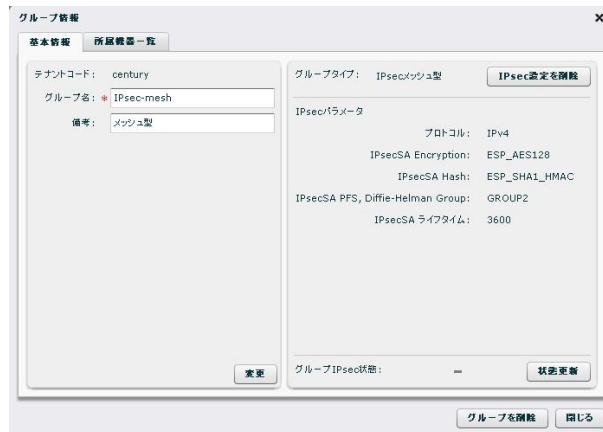 グループ情報
×
基本情報
所属機器一覧
テナントコード: century
グループ名: * IPsec-mesh
備考: メッシュ型
変更
グループタイプ: IPsecメッシュ型
IPsec設定を削除
IPsecパラメータ
プロトコル: IPv4
IPsecSA Encryption: ESP_AES128
IPsecSA Hash: ESP_SHA1_HMAC
IPsecSA PFS, Diffie-Helman Group: GROUP2
IPsecSA ライフタイム: 3600
グループIPsec状態: ー
状態更新
グループを削除
閉じる